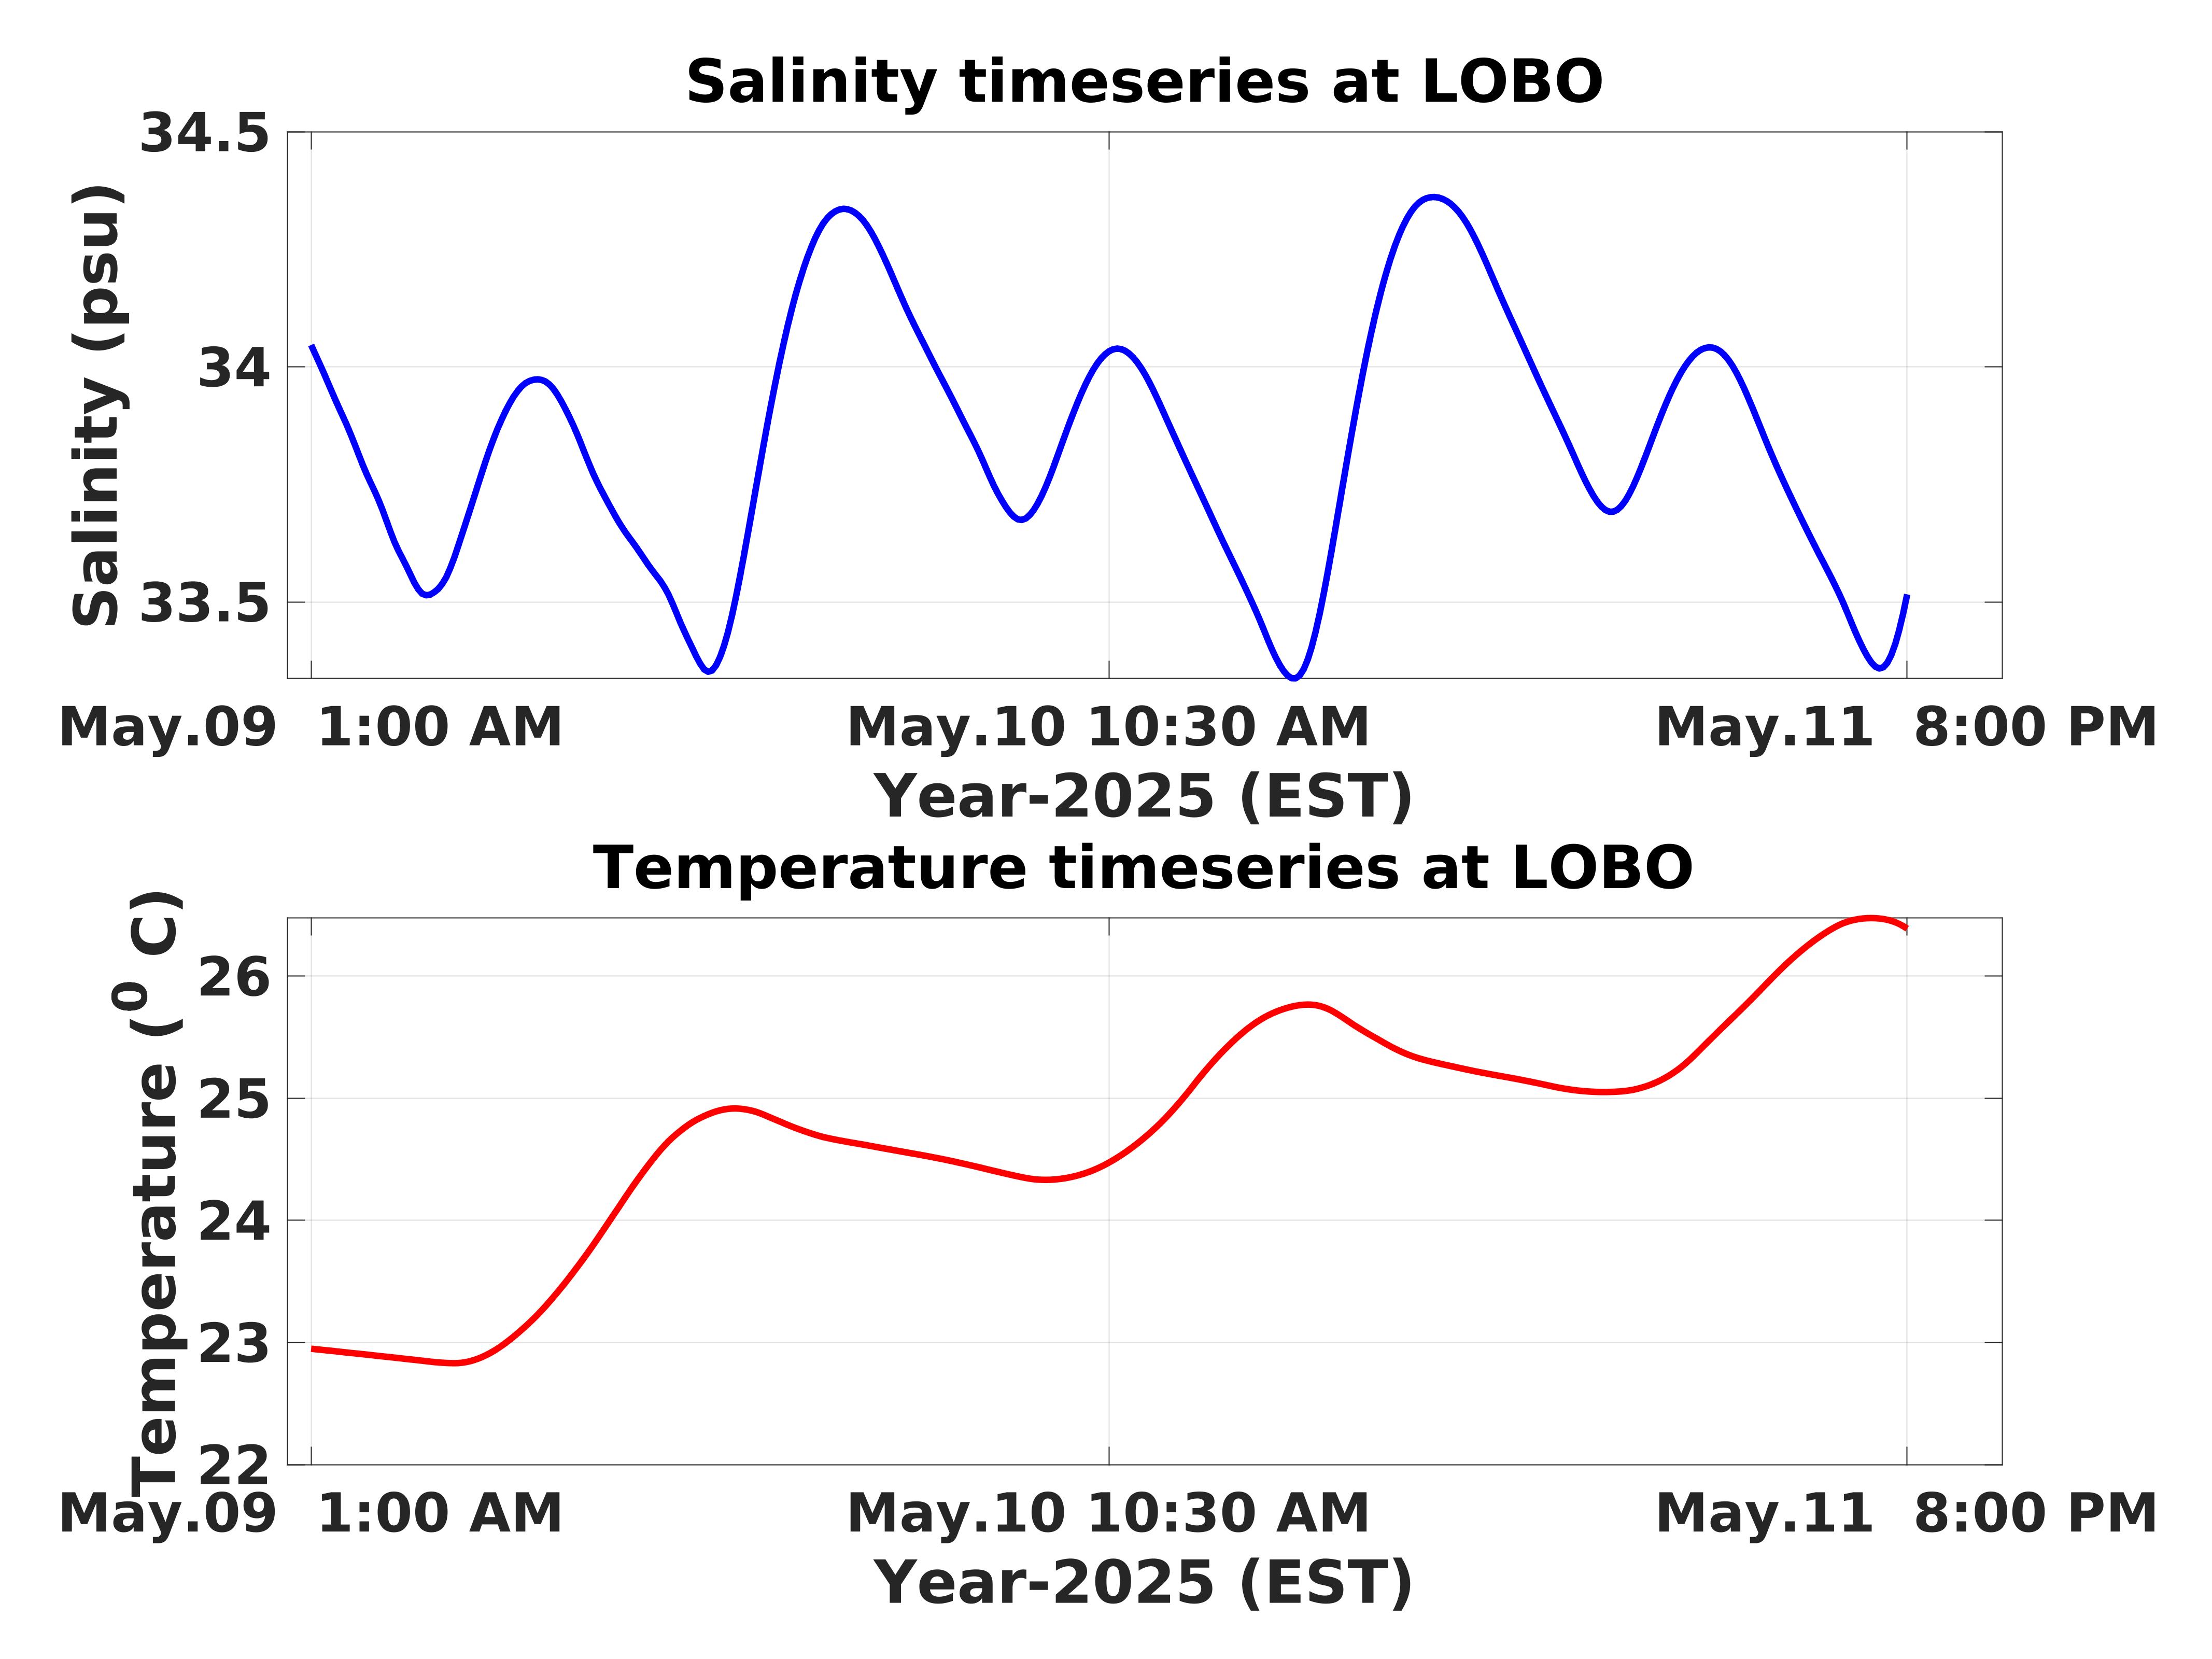 Salinity timeseries at LOBO
34.5
34
33.5
Salinity (psu)
May.09  1:00 AM May.10 10:30 AM May.11  8:00 PM
Year-2025 (EST)
Temperature timeseries at LOBO
26
25
24
23
22
Temperature (⁰ C)
May.09  1:00 AM May.10 10:30 AM May.11  8:00 PM
Year-2025 (EST)